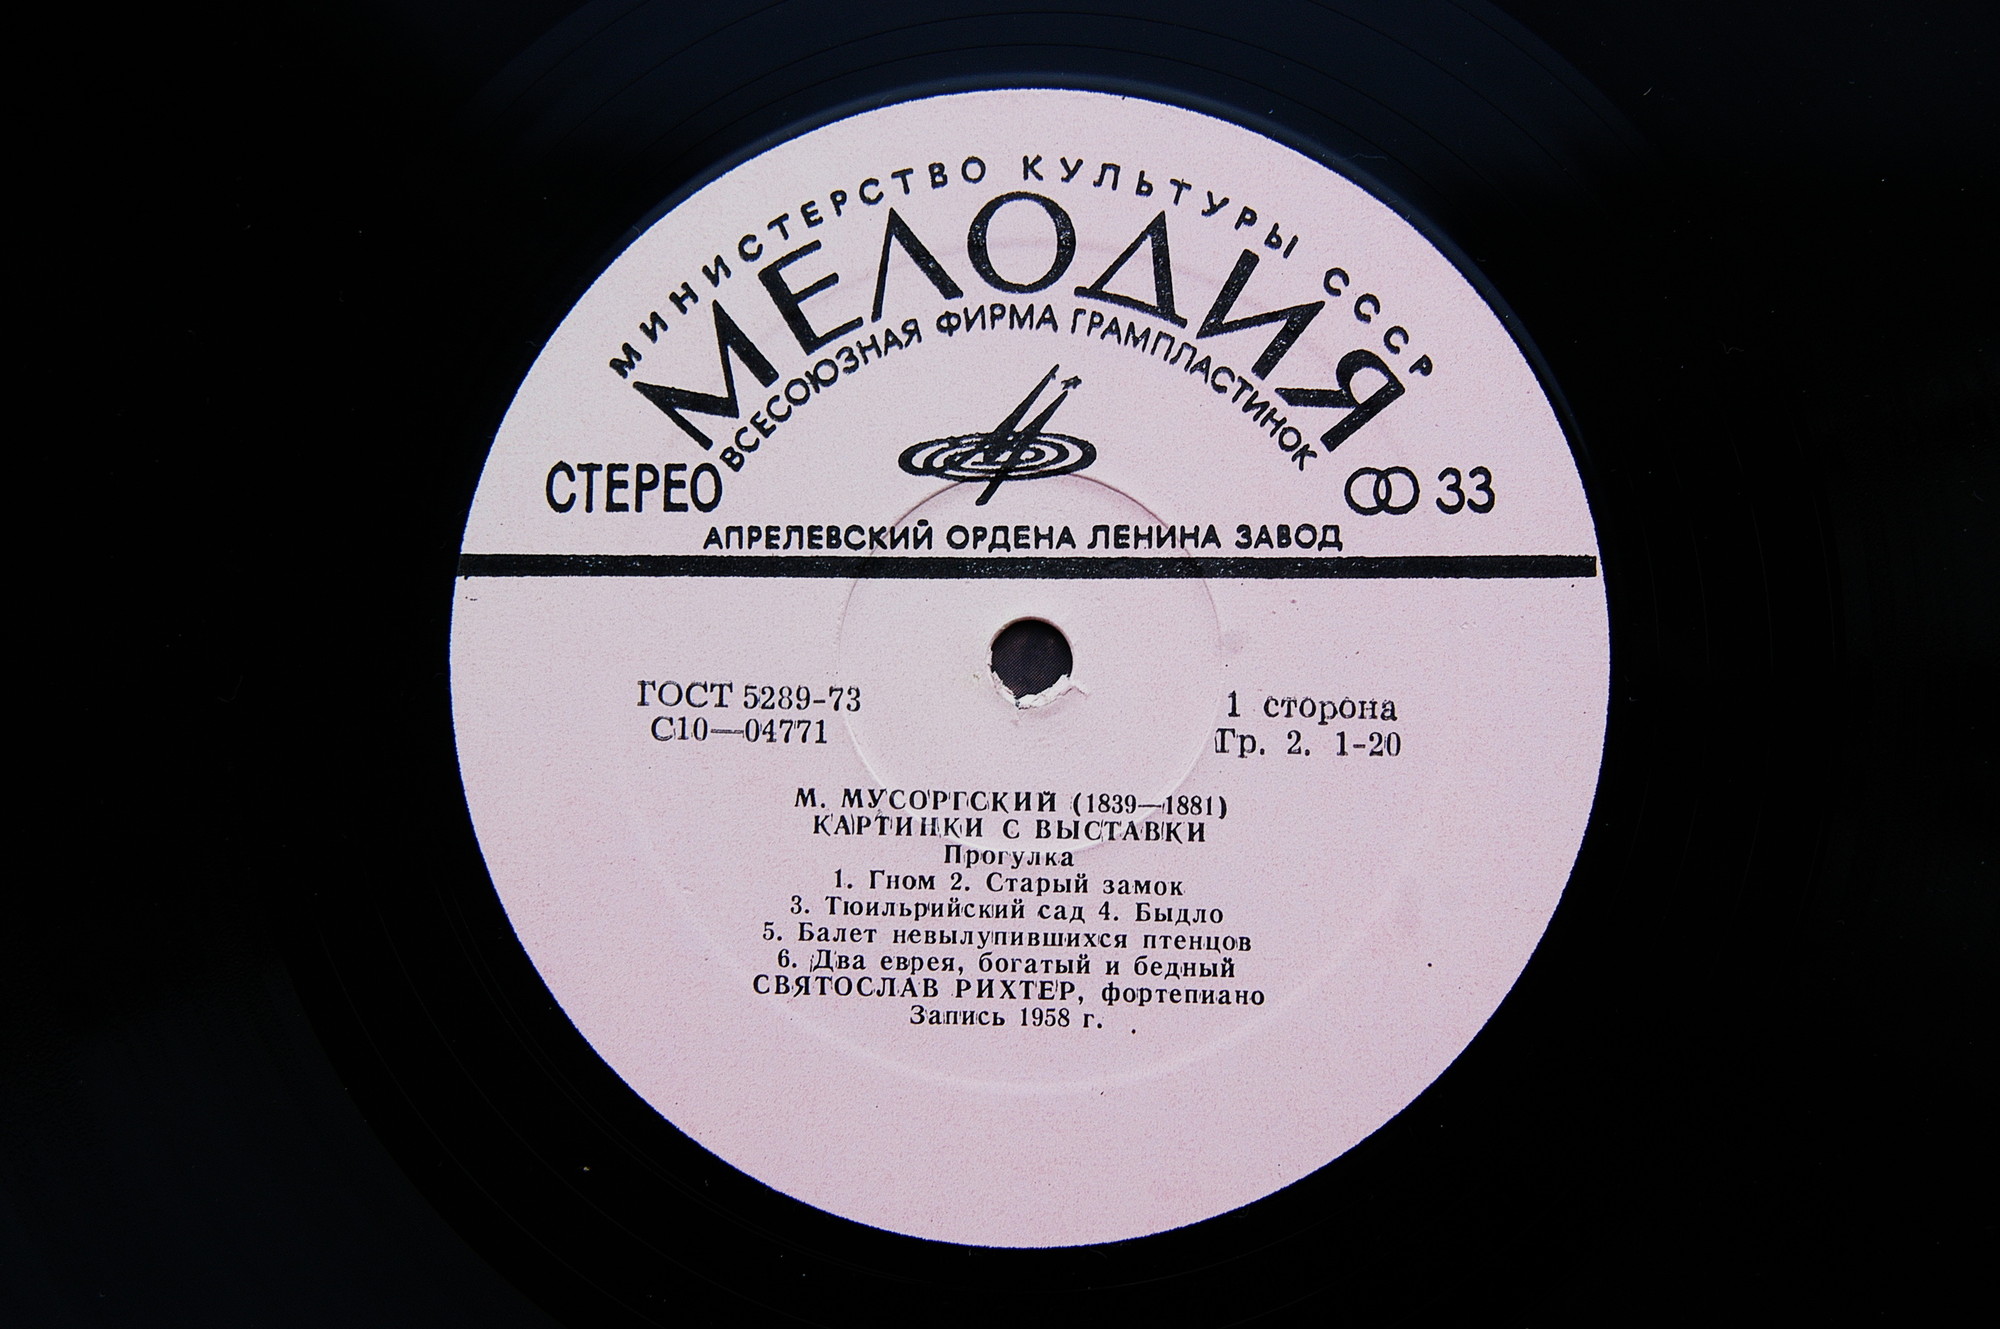 МИНИСТЕРСТВО КУЛЬТУРЫ СССР
МЕЛОДИЯ
ВСЕСОЮЗНАЯ ФИРМА ГРАМПЛАСТИНОК
СТЕРЕО
33
АПРЕЛЕВСКИЙ ОРДЕНА ЛЕНИНА ЗАВОД
ГОСТ 5289-73
С10—04771
1 сторона
Гр. 2. 1-20
М. МУСОРГСКИЙ (1839—1881)
КАРТИНКИ С ВЫСТАВКИ
Прогулка
1. Гном 2. Старый замок
3. Тюильрийский сад 4. Быдло
5. Балет невылупившихся птенцов
6. Два еврея, богатый и бедный
СВЯТОСЛАВ РИХТЕР, фортепиано
Запись 1958 г.